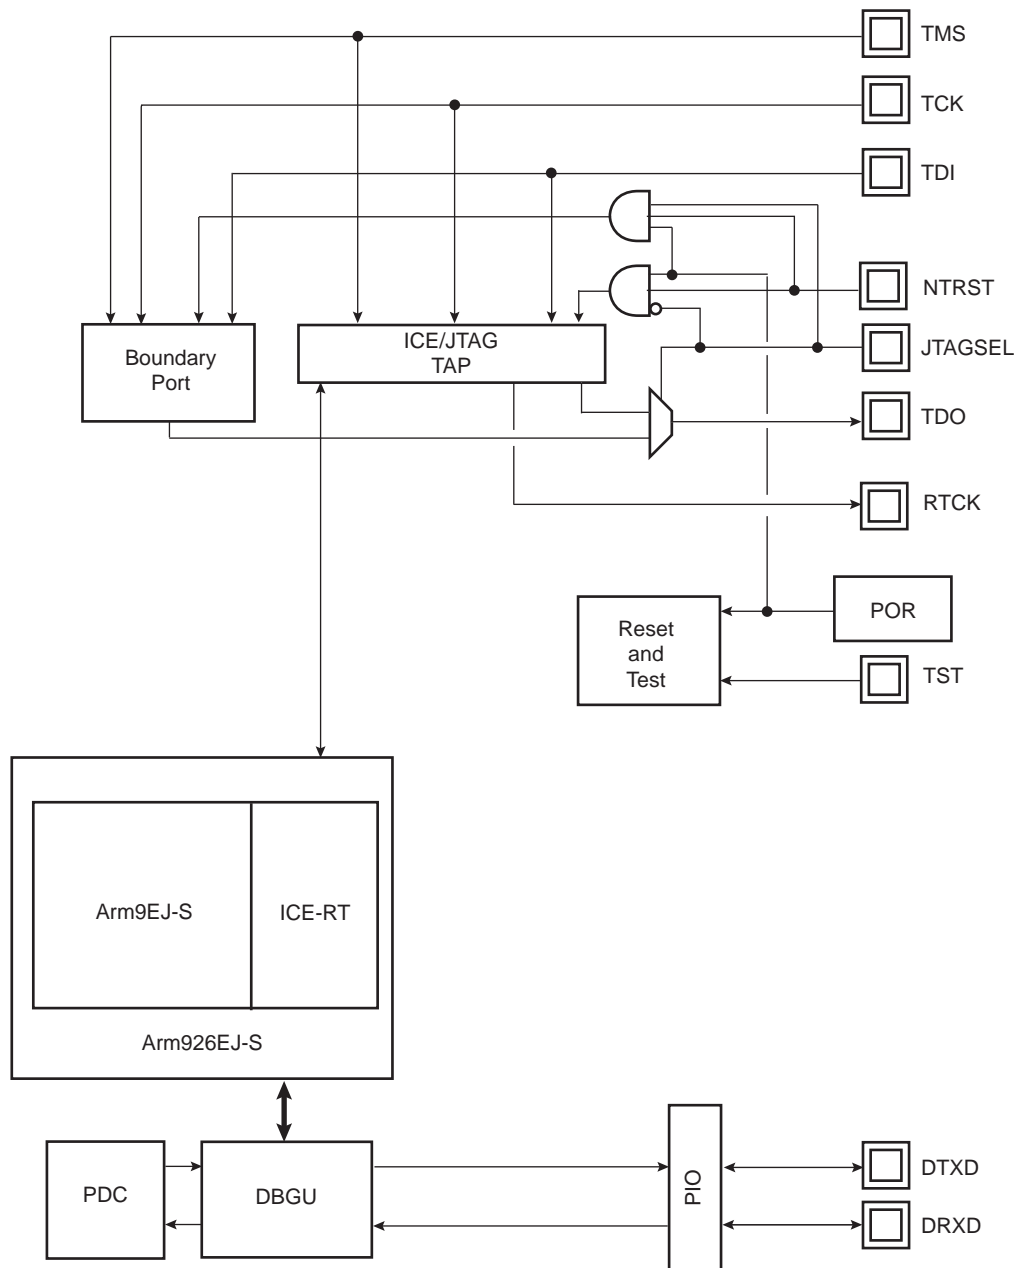 TMS
TCK
TDI
NTRST
JTAGSEL
ICE/JTAG
TAP
Boundary
Port
TDO
RTCK
POR
Reset
and
Test
TST
Arm9EJ-S
ICE-RT
Arm926EJ-S
PDC
DBGU
PIO
DTXD
DRXD